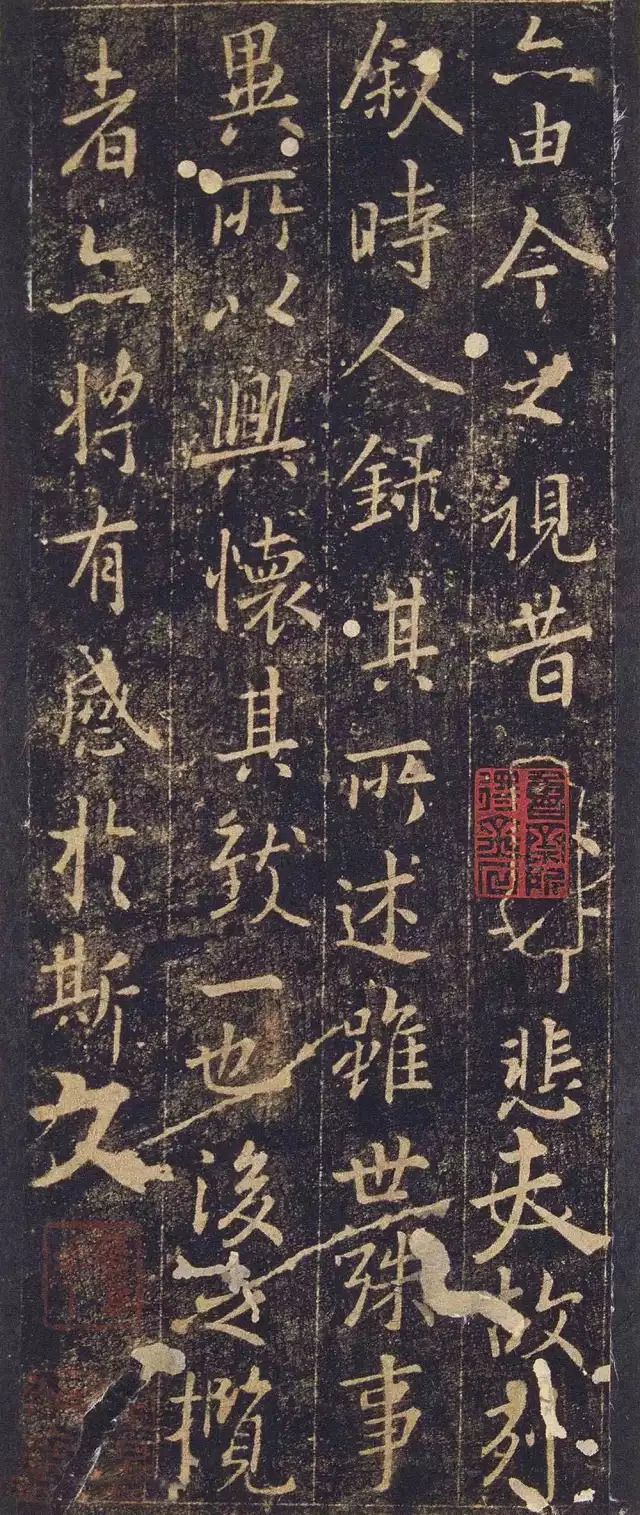 亦由今之視昔悲夫故列
叙時人錄其所述雖世殊事
異所以興懷其致一也後之攬
者亦將有感於斯文